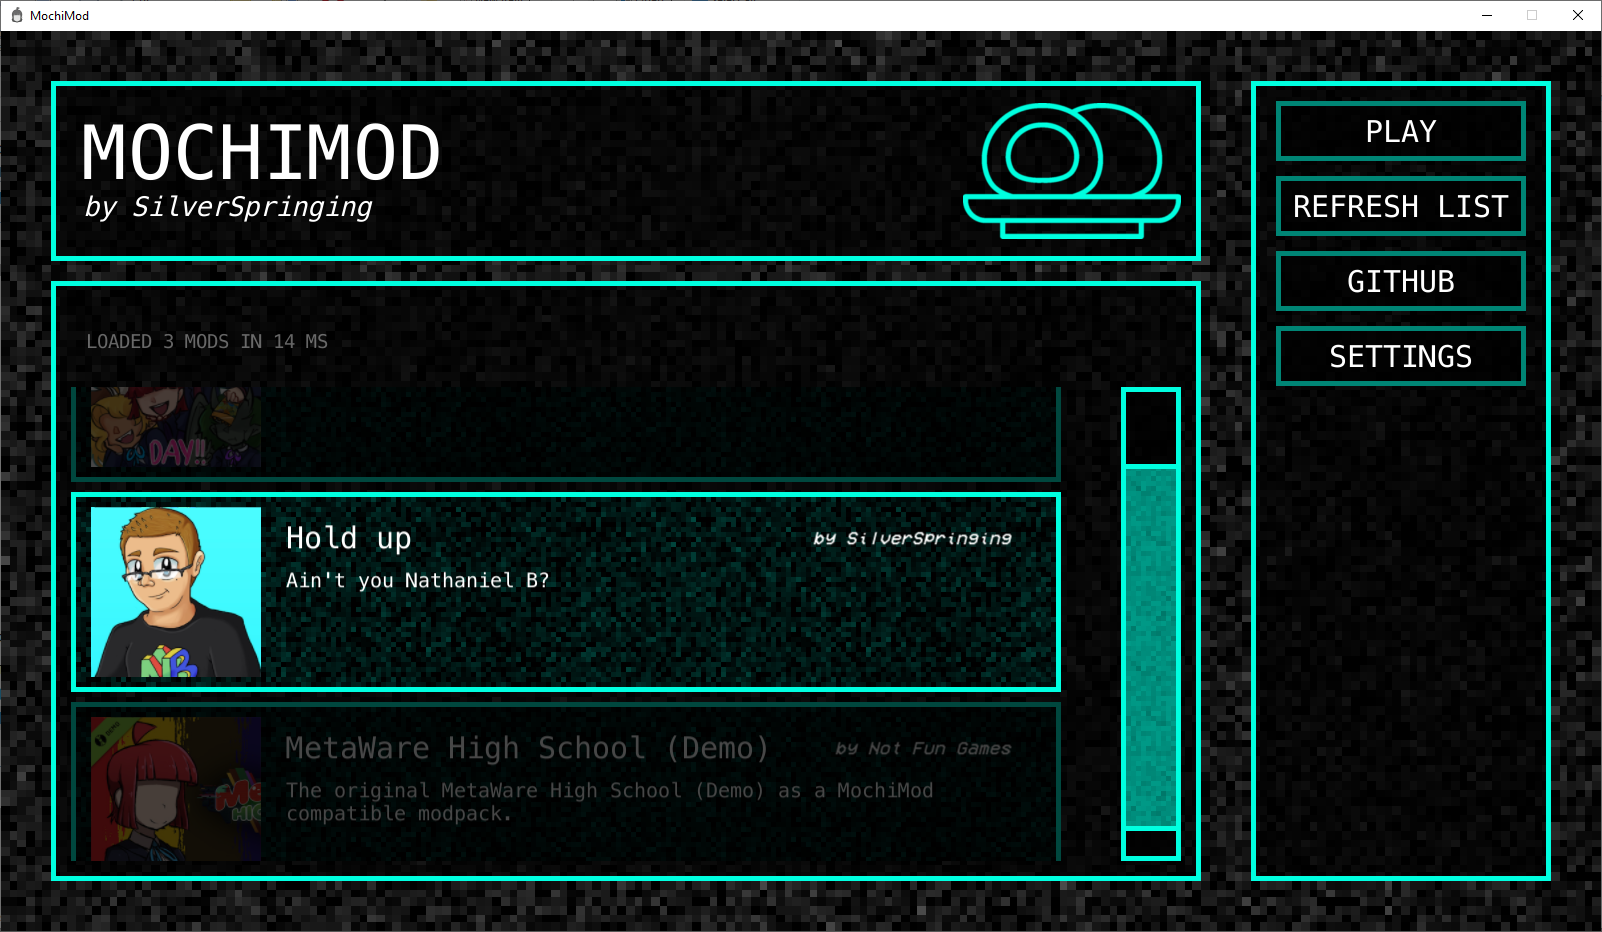 MochiMod
MOCHIMOD
by SilverSpringing
PLAY
REFRESH LIST
GITHUB
SETTINGS
LOADED 3 MODS IN 14 MS
DAY!!
Hold up
by SilverSpringing
Ain't you Nathaniel B?
NB
MetaWare High School (Demo)
by Not Fun Games
The original MetaWare High School (Demo) as a MochiMod
compatible modpack.